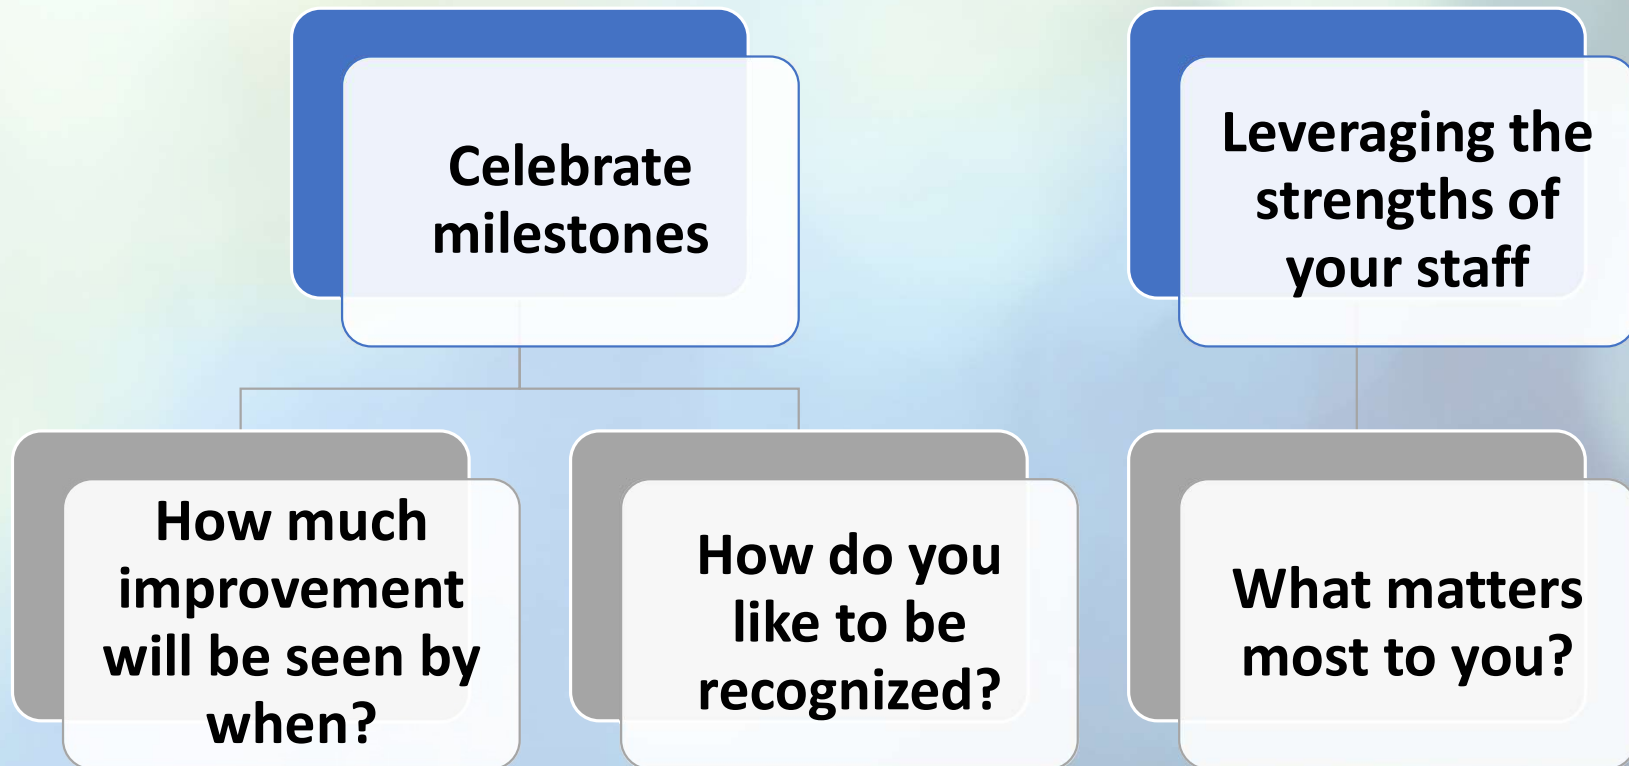 Celebrate
milestones
Leveraging the
strengths of
your staff
How much
improvement
will be seen by
when?
How do you
like to be
recognized?
What matters
most to you?